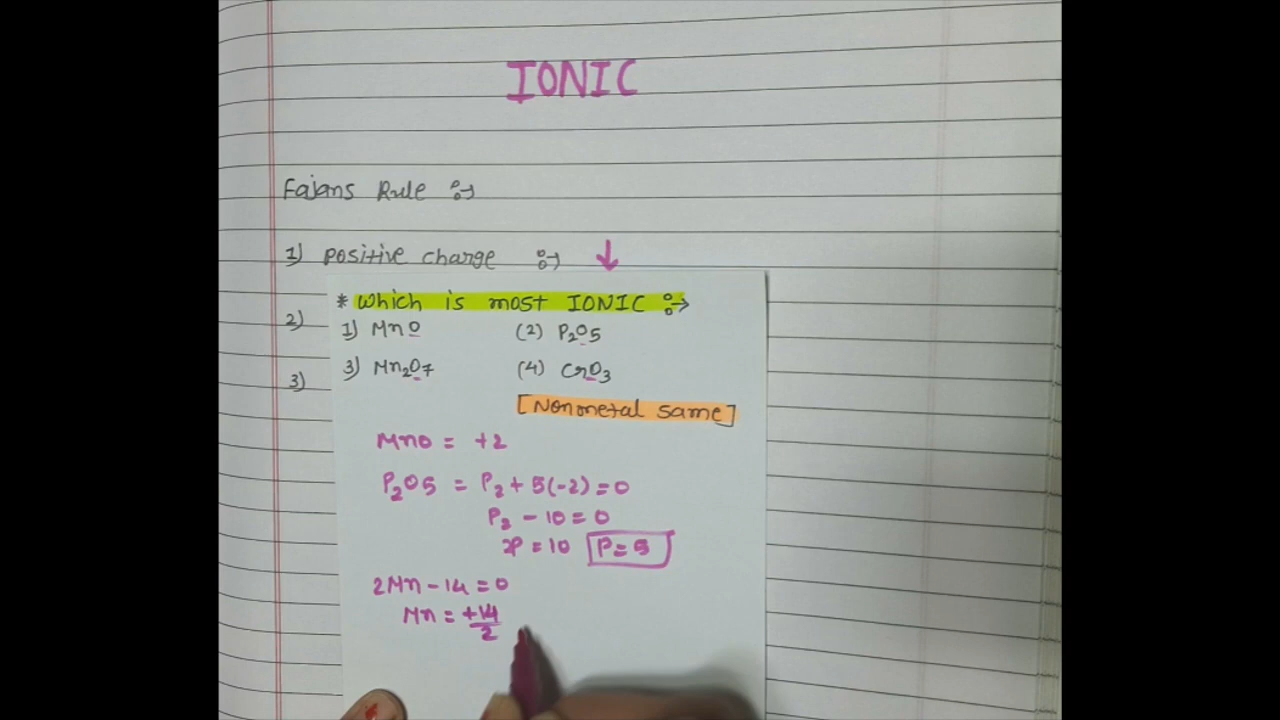 IONIC
Fajans Rule :→
1) positive charge :→ ↓
2)
3)
* Which is most IONIC :→
1) MnO (2) P₂O5
3) Mn₂O7 (4) CrO₃
[Nonmetal same]
MnO = +2
P₂O5 = P₂ + 5(-2) = 0
P₂ - 10 = 0
2P = 10 P = 5
2Mn - 14 = 0
Mn = +14/2